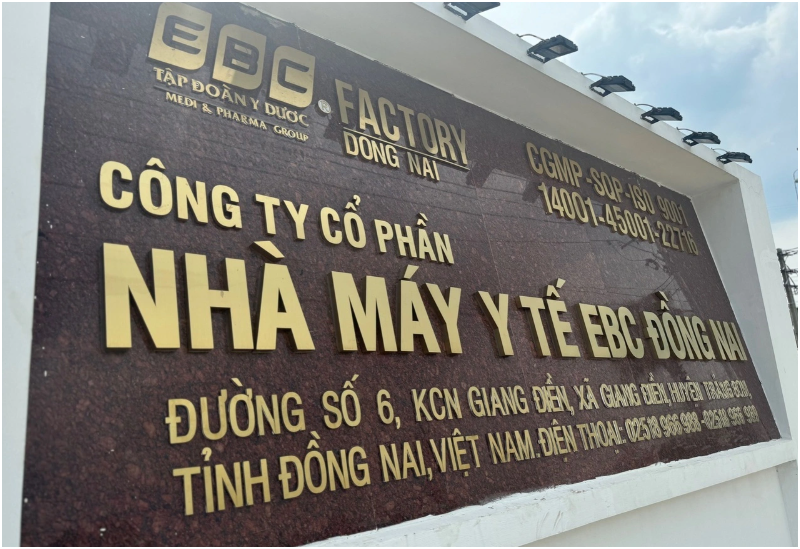 EBC
TẬP ĐOÀN Y DƯỢC
MEDI & PHARMA GROUP
®
FACTORY
DONG NAI
CGMP-SOP-ISO 9001
14001-45001-22716
CÔNG TY CỔ PHẦN
NHÀ MÁY Y TẾ EBC ĐỒNG NAI
ĐƯỜNG SỐ 6, KCN GIANG ĐIỀN, XÃ GIANG ĐIỀN, HUYỆN TRẢNG BOM,
TỈNH ĐỒNG NAI, VIỆT NAM. ĐIỆN THOẠI: